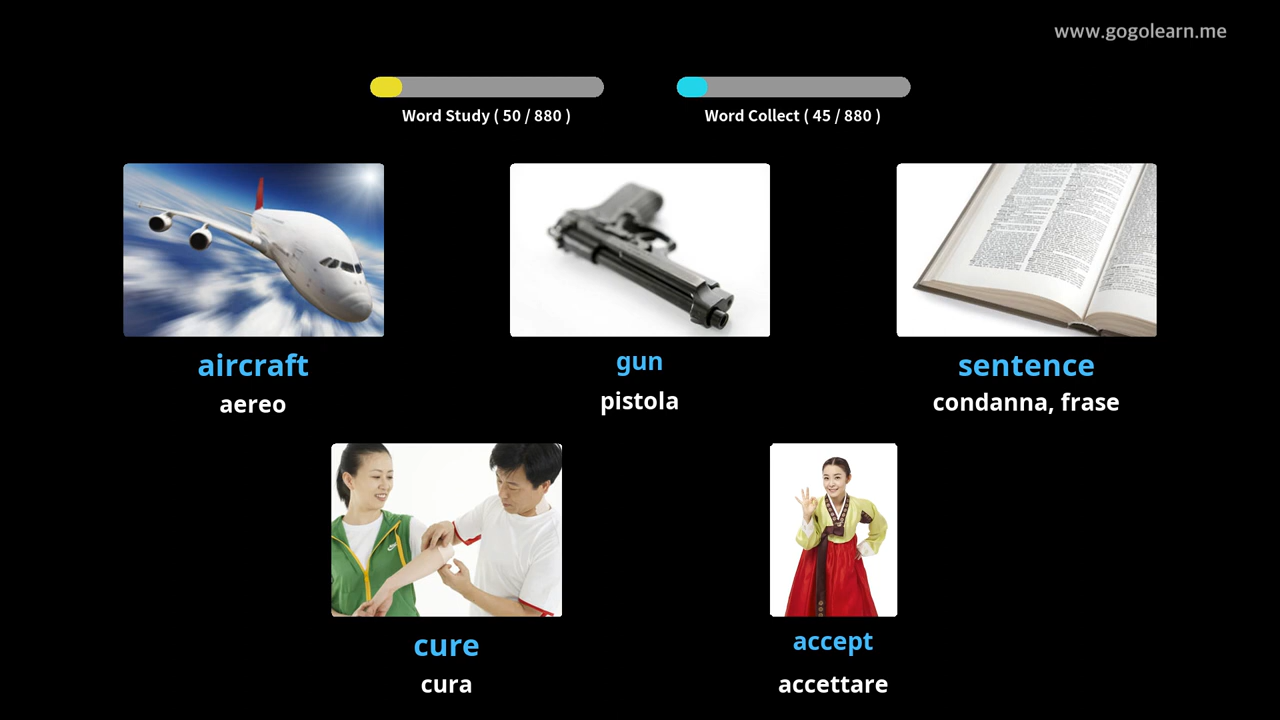 www.gogolearn.me
Word Study ( 50 / 880 )
Word Collect ( 45 / 880 )
aircraft
aereo
gun
pistola
sentence
condanna, frase
cure
cura
accept
accettare